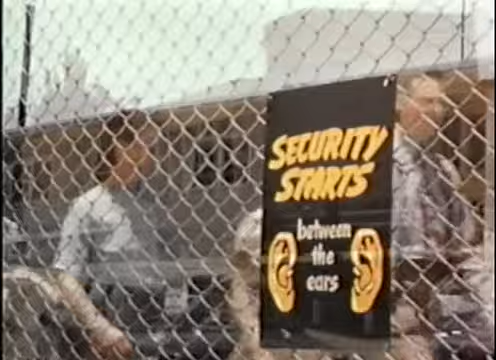 SECURITY
STARTS
between
the
ears